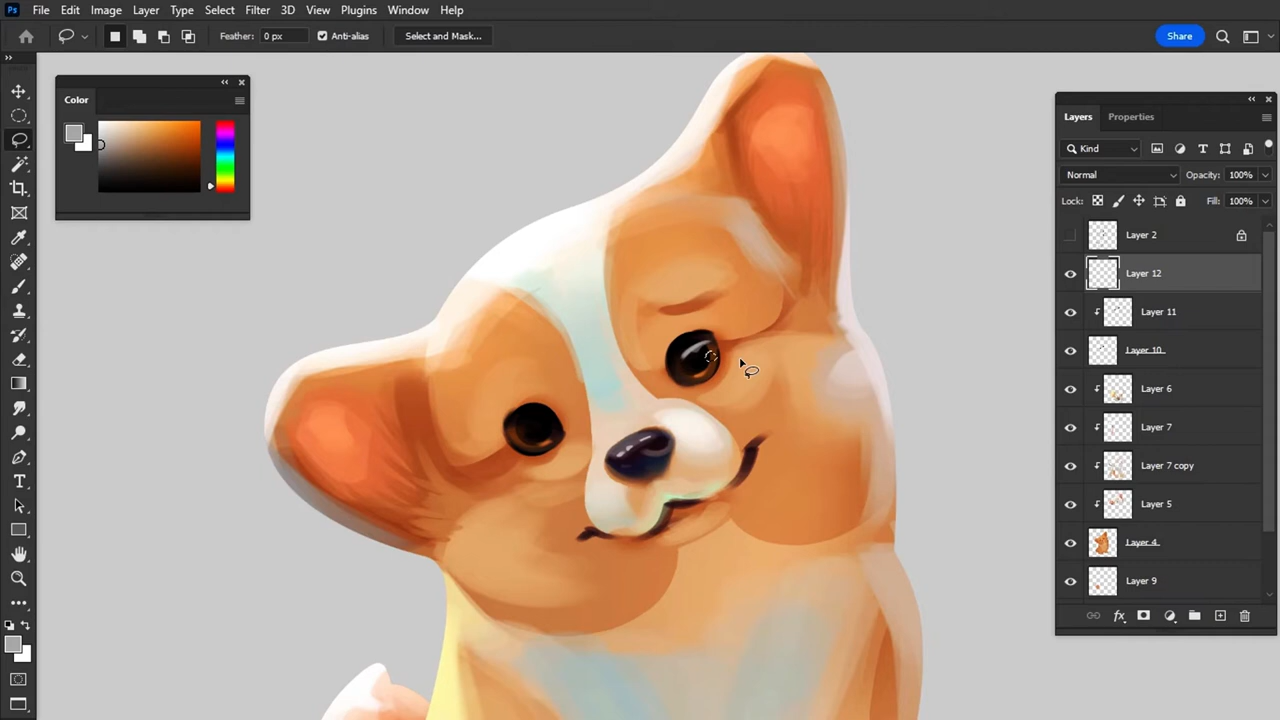 Ps File Edit Image Layer Type Select Filter 3D View Plugins Window Help
Feather: 0 px Anti-alias Select and Mask... Share
Color
Layers Properties
Kind
Normal Opacity: 100%
Lock: Fill: 100%
Layer 2
Layer 12
Layer 11
Layer 10
Layer 6
Layer 7
Layer 7 copy
Layer 5
Layer 4
Layer 9
fx